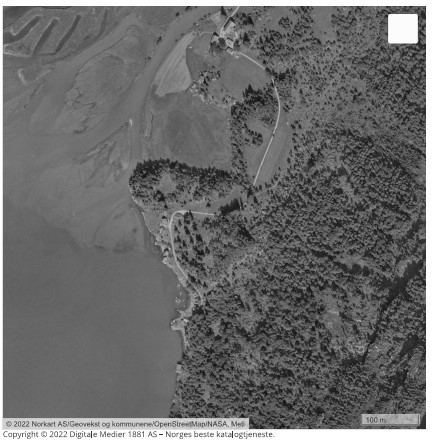 100 m
© 2022 Norkart AS/Geovekst og kommunene/OpenStreetMap/NASA, Meti
Copyright © 2022 Digitale Medier 1881 AS – Norges beste katalogtjeneste.